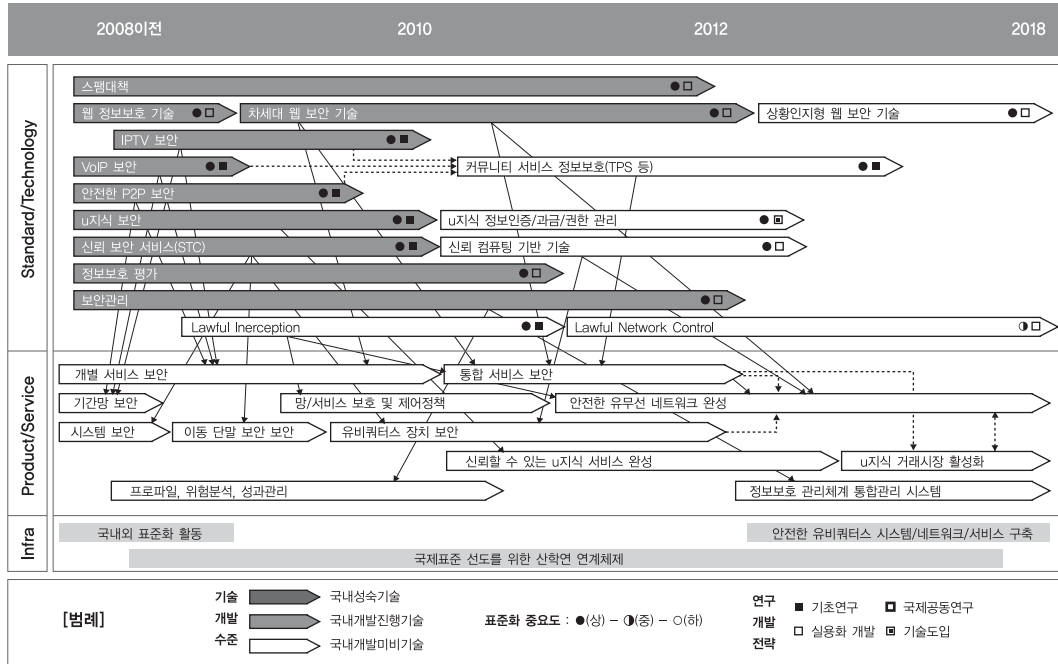 2008이전 2010 2012 2018
Standard/Technology
스팸대책
웹 정보보호 기술 차세대 웹 보안 기술 상황인지형 웹 보안 기술
IPTV 보안
VoIP 보안 커뮤니티 서비스 정보보호(TPS 등)
안전한 P2P 보안
u지식 보안 u지식 정보인증/과금/권한 관리
신뢰 보안 서비스(STC) 신뢰 컴퓨팅 기반 기술
정보보호 평가
보안관리
Lawful Inerception Lawful Network Control
Product/Service
개별 서비스 보안 통합 서비스 보안
기간망 보안 망/서비스 보호 및 제어정책 안전한 유무선 네트워크 완성
시스템 보안 이동 단말 보안 보안 유비쿼터스 장치 보안
신뢰할 수 있는 u지식 서비스 완성 u지식 거래시장 활성화
프로파일, 위험분석, 성과관리 정보보호 관리체계 통합관리 시스템
Infra
국내외 표준화 활동 안전한 유비쿼터스 시스템/네트워크/서비스 구축
국제표준 선도를 위한 산학연 연계체제
[범례]
기술
개발
수준
국내성숙기술
국내개발진행기술
국내개발미비기술
표준화 중요도 : ●(상) – ◑(중) – ○(하)
연구
개발
전략
■ 기초연구 □ 국제공동연구
□ 실용화 개발 ▣ 기술도입